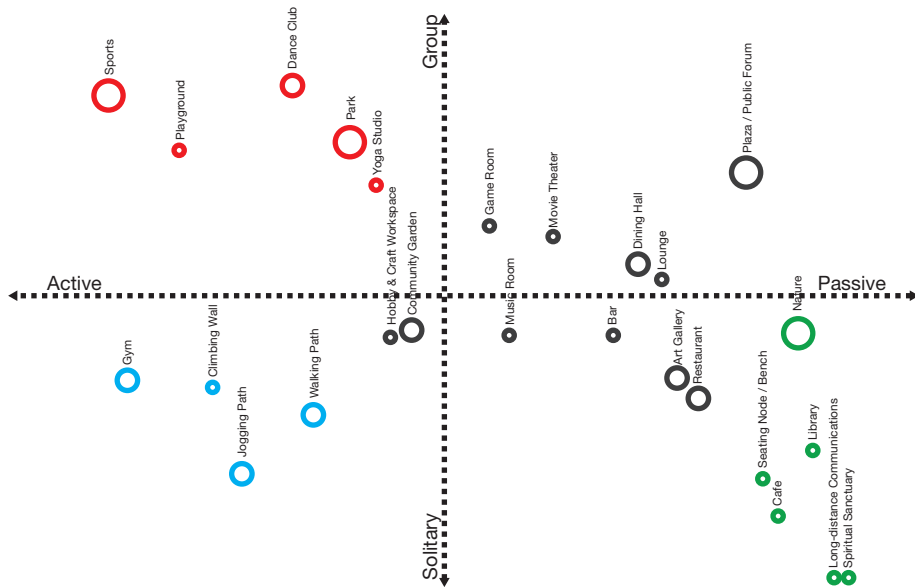 Group
Sports
Playground
Dance Club
Park
Yoga Studio
Game Room
Movie Theater
Plaza / Public Forum
Dining Hall
Lounge
Hobby & Craft Workspace
Community Garden
Active
Passive
Music Room
Bar
Nature
Gym
Climbing Wall
Jogging Path
Walking Path
Art Gallery
Restaurant
Seating Node / Bench
Cafe
Library
Long-distance Communications
Spiritual Sanctuary
Solitary